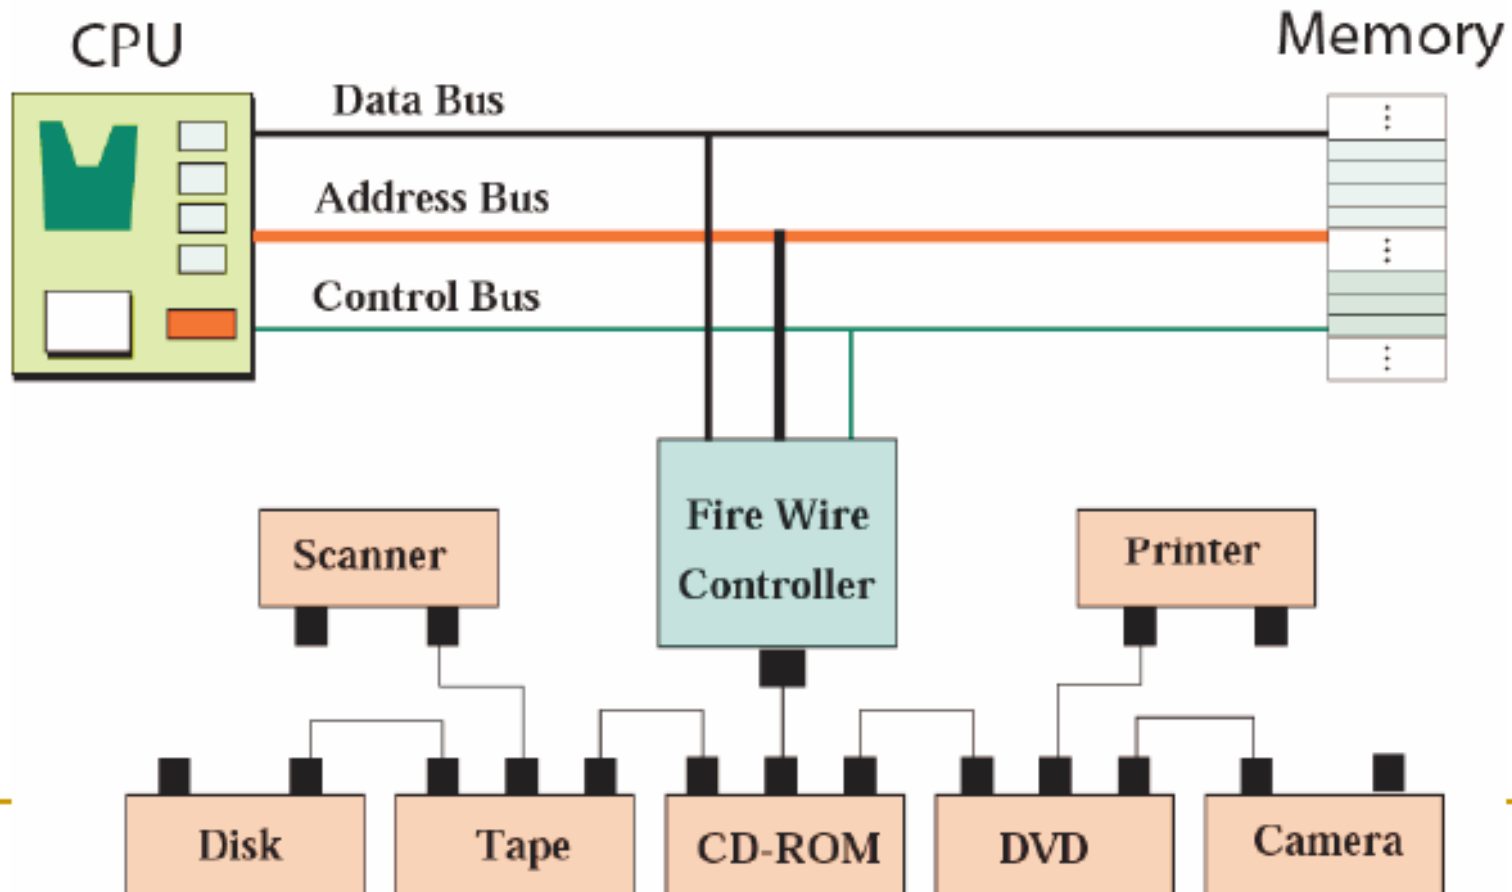 CPU
Memory
Data Bus
Address Bus
Control Bus
Fire Wire
Controller
Scanner
Printer
Disk
Tape
CD-ROM
DVD
Camera